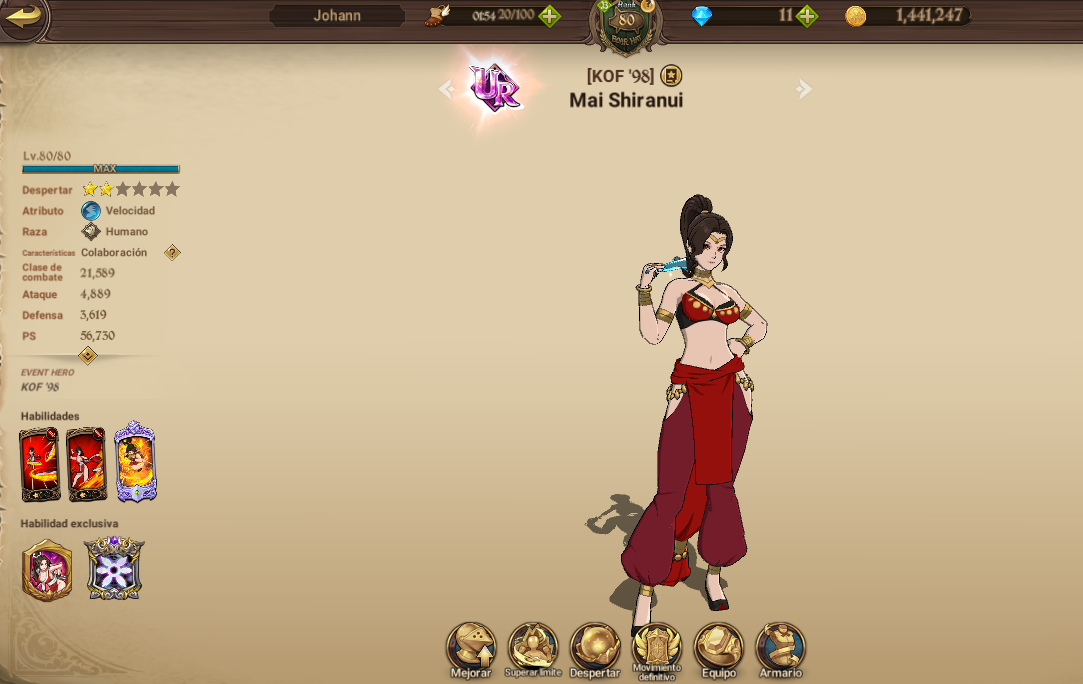 Johann
01:54 20/100
Rank
80
BOAR HAT
11
1,441,247
UR
[KOF '98]
Mai Shiranui
Lv.80/80
MAX
Despertar
Atributo Velocidad
Raza Humano
Características Colaboración ?
Clase de
combate 21,589
Ataque 4,889
Defensa 3,619
PS 56,730
EVENT HERO
KOF '98
Habilidades
Habilidad exclusiva
Mejorar
Superar límite
Despertar
Movimiento
definitivo
Equipo
Armario